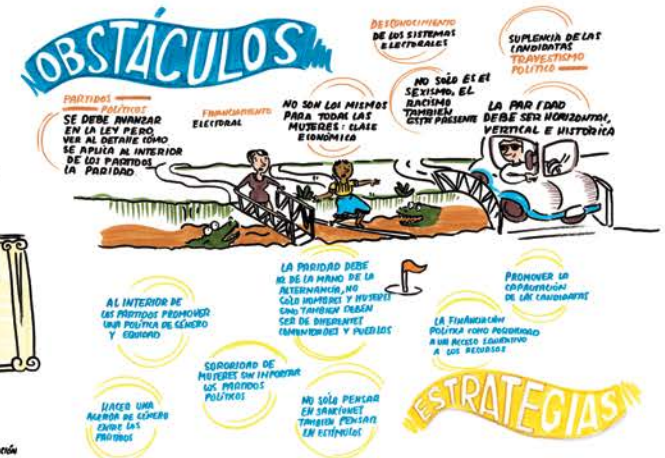 OBSTÁCULOS
DESCONOCIMIENTO
DE LOS SISTEMAS
ELECTORALES
SUPLENCIA DE LAS
CANDIDATAS
TRAVESTISMO
POLÍTICO
PARTIDOS
POLÍTICOS
SE DEBE AVANZAR
EN LA LEY PERO
VER AL DETALLE CÓMO
SE APLICA AL INTERIOR
DE LOS PARTIDOS
LA PARIDAD
FINANCIAMIENTO
ELECTORAL
NO SON LOS MISMOS
PARA TODAS LAS
MUJERES: CLASE
ECONÓMICA
NO SOLO ES EL
SEXISMO, EL
RACISMO
TAMBIÉN
ESTÁ PRESENTE
LA PARIDAD
DEBE SER HORIZONTAL,
VERTICAL E HISTÓRICA
AL INTERIOR DE
LOS PARTIDOS PROMOVER
UNA POLÍTICA DE GÉNERO
Y EQUIDAD
LA PARIDAD DEBE
IR DE LA MANO DE LA
ALTERNANCIA, NO
SÓLO HOMBRES Y MUJERES
SINO TAMBIÉN DEBEN
SER DE DIFERENTES
COMUNIDADES Y PUEBLOS
PROMOVER LA
CAPACITACIÓN
DE LAS CANDIDATAS
LA FINANCIACIÓN
POLÍTICA COMO POSIBILIDAD
A UN ACCESO EQUITATIVO
A LOS RECURSOS
HACER UNA
AGENDA DE GÉNERO
ENTRE LOS
PARTIDOS
SORORIDAD DE
MUJERES SIN IMPORTAR
LOS PARTIDOS
POLÍTICOS
NO SÓLO PENSAR
EN SANCIONES
TAMBIÉN PENSAR
EN ESTÍMULOS
ESTRATEGIAS